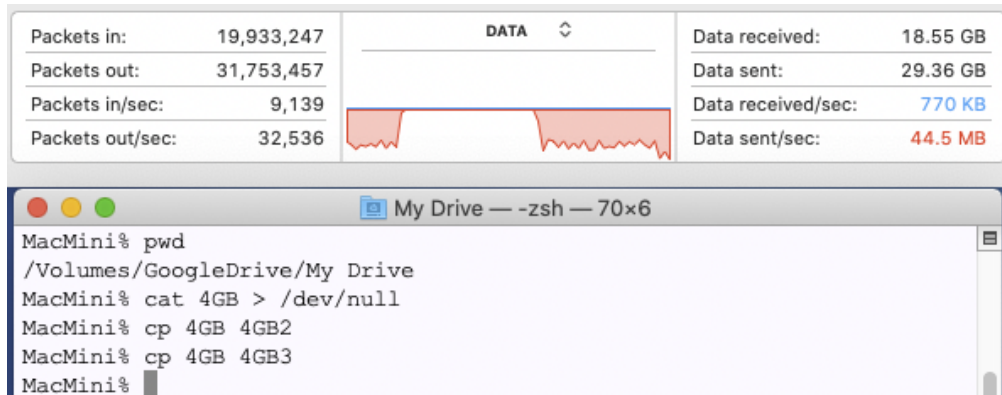 Packets in: 19,933,247
Packets out: 31,753,457
Packets in/sec: 9,139
Packets out/sec: 32,536
DATA
Data received: 18.55 GB
Data sent: 29.36 GB
Data received/sec: 770 KB
Data sent/sec: 44.5 MB
My Drive — -zsh — 70×6
MacMini% pwd
/Volumes/GoogleDrive/My Drive
MacMini% cat 4GB > /dev/null
MacMini% cp 4GB 4GB2
MacMini% cp 4GB 4GB3
MacMini%